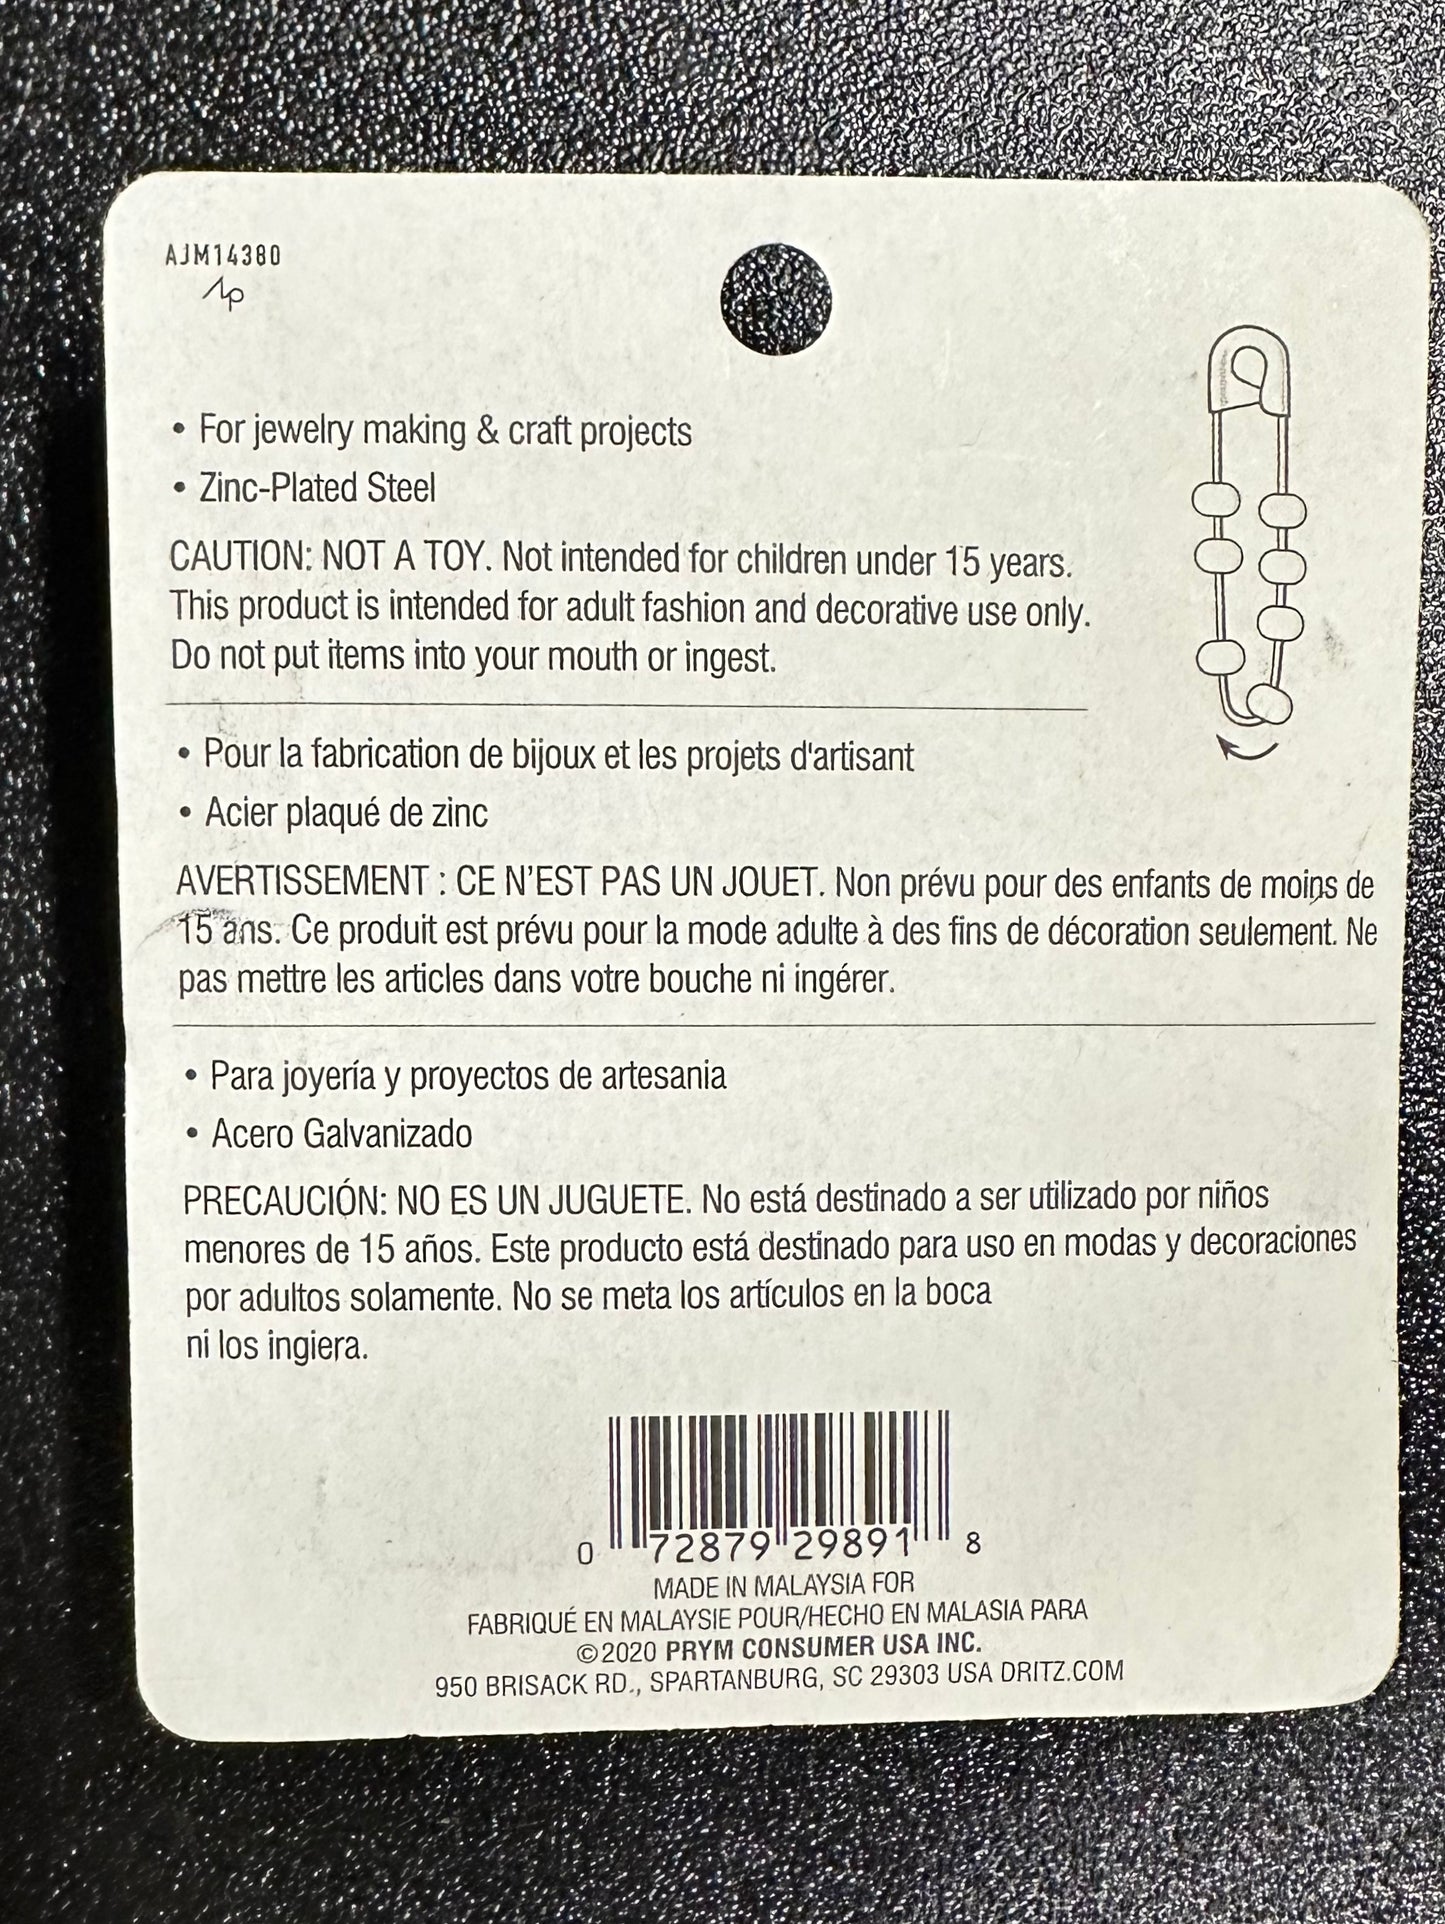 AJM14380
• For jewelry making & craft projects
• Zinc-Plated Steel
CAUTION: NOT A TOY. Not intended for children under 15 years.
This product is intended for adult fashion and decorative use only.
Do not put items into your mouth or ingest.
• Pour la fabrication de bijoux et les projets d'artisant
• Acier plaqué de zinc
AVERTISSEMENT : CE N'EST PAS UN JOUET. Non prévu pour des enfants de moins de
15 ans. Ce produit est prévu pour la mode adulte à des fins de décoration seulement. Ne
pas mettre les articles dans votre bouche ni ingérer.
• Para joyería y proyectos de artesania
• Acero Galvanizado
PRECAUCIÓN: NO ES UN JUGUETE. No está destinado a ser utilizado por niños
menores de 15 años. Este producto está destinado para uso en modas y decoraciones
por adultos solamente. No se meta los artículos en la boca
ni los ingiera.
0 72879 29891 8
MADE IN MALAYSIA FOR
FABRIQUÉ EN MALAYSIE POUR/HECHO EN MALASIA PARA
©2020 PRYM CONSUMER USA INC.
950 BRISACK RD., SPARTANBURG, SC 29303 USA DRITZ.COM